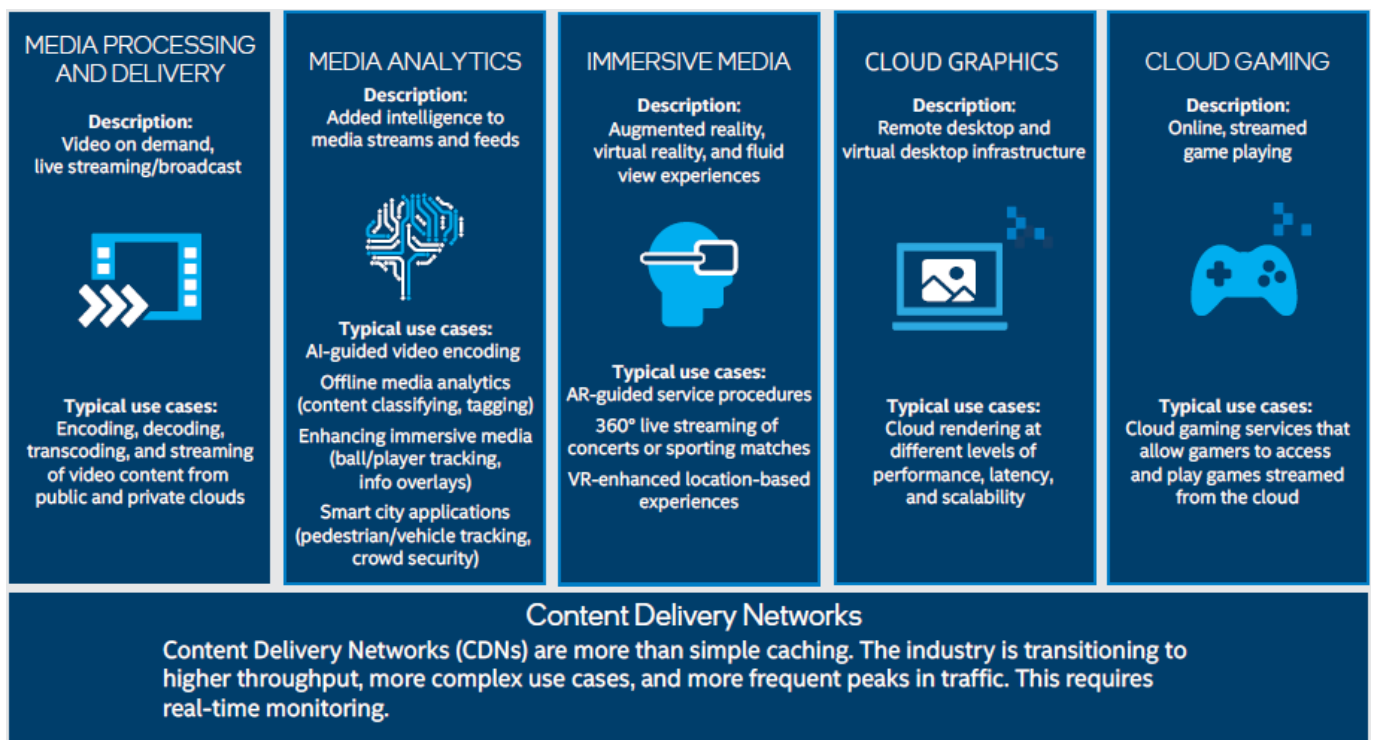 MEDIA PROCESSING
AND DELIVERY
Description:
Video on demand,
live streaming/broadcast
Typical use cases:
Encoding, decoding,
transcoding, and streaming
of video content from
public and private clouds
MEDIA ANALYTICS
Description:
Added intelligence to
media streams and feeds
Typical use cases:
AI-guided video encoding
Offline media analytics
(content classifying, tagging)
Enhancing immersive media
(ball/player tracking,
info overlays)
Smart city applications
(pedestrian/vehicle tracking,
crowd security)
IMMERSIVE MEDIA
Description:
Augmented reality,
virtual reality, and fluid
view experiences
Typical use cases:
AR-guided service procedures
360° live streaming of
concerts or sporting matches
VR-enhanced location-based
experiences
CLOUD GRAPHICS
Description:
Remote desktop and
virtual desktop infrastructure
Typical use cases:
Cloud rendering at
different levels of
performance, latency,
and scalability
CLOUD GAMING
Description:
Online, streamed
game playing
Typical use cases:
Cloud gaming services that
allow gamers to access
and play games streamed
from the cloud
Content Delivery Networks
Content Delivery Networks (CDNs) are more than simple caching. The industry is transitioning to
higher throughput, more complex use cases, and more frequent peaks in traffic. This requires
real-time monitoring.